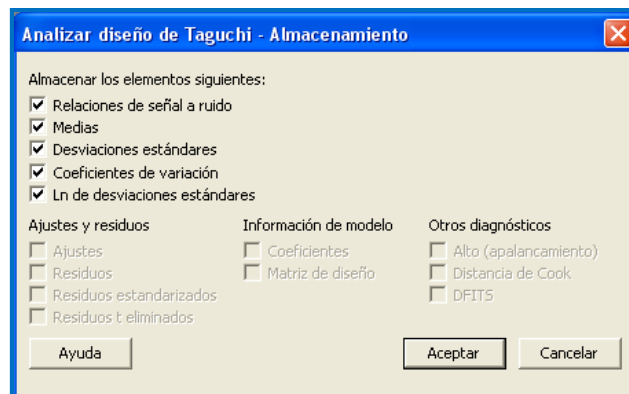 Analizar diseño de Taguchi - Almacenamiento
Almacenar los elementos siguientes:
Relaciones de señal a ruido
Medias
Desviaciones estándares
Coeficientes de variación
Ln de desviaciones estándares
Ajustes y residuos
Ajustes
Residuos
Residuos estandarizados
Residuos t eliminados
Información de modelo
Coeficientes
Matriz de diseño
Otros diagnósticos
Alto (apalancamiento)
Distancia de Cook
DFITS
Ayuda
Aceptar
Cancelar